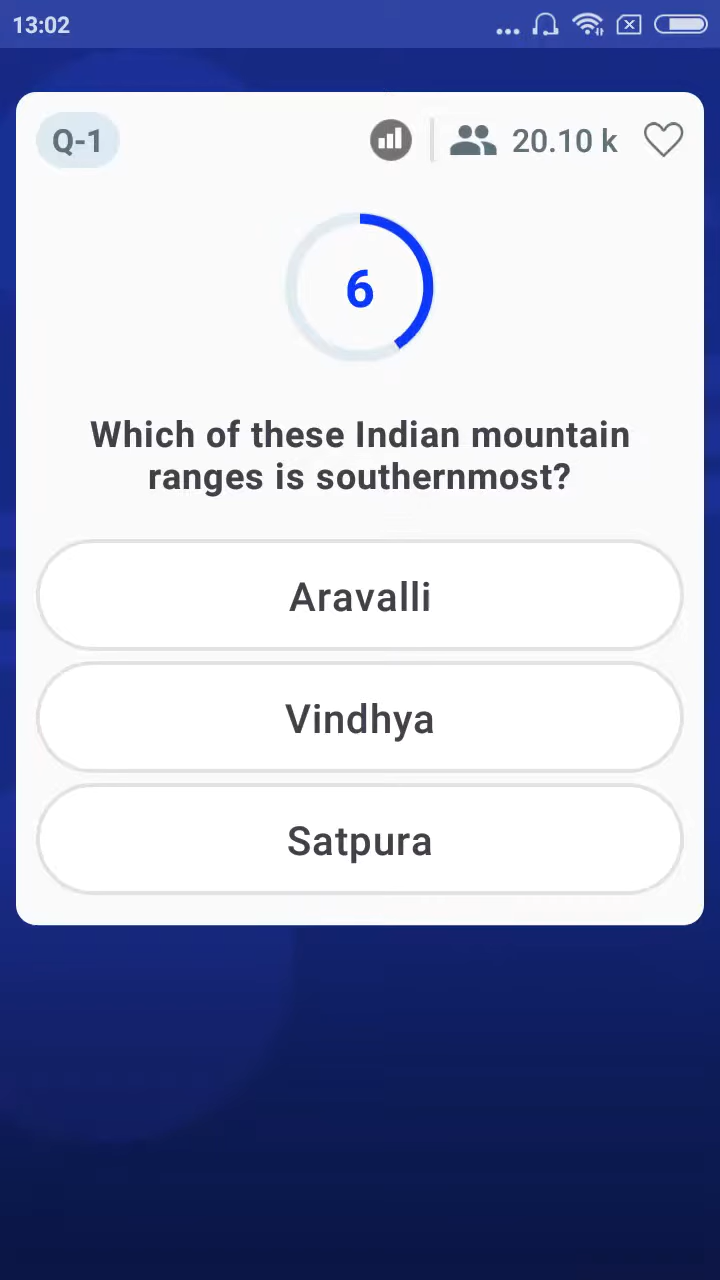 13:02
Q-1
20.10 k
6
Which of these Indian mountain
ranges is southernmost?
Aravalli
Vindhya
Satpura